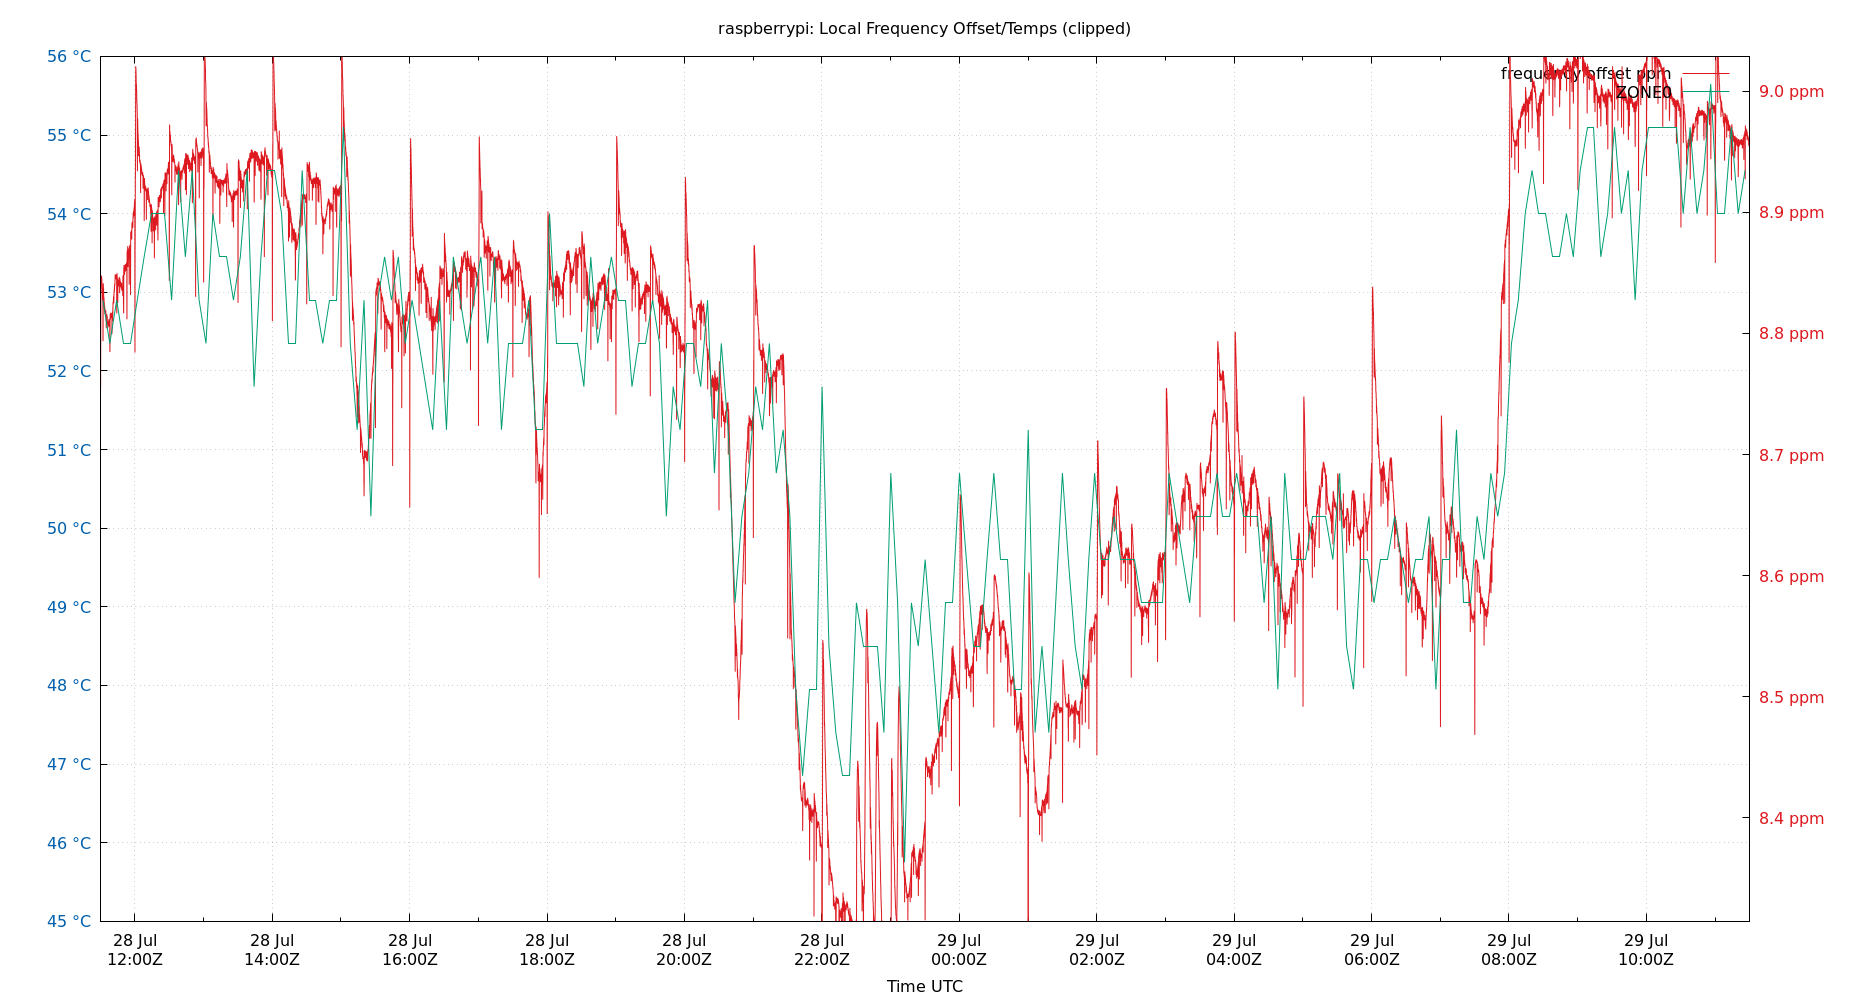 raspberrypi: Local Frequency Offset/Temps (clipped)
56 °C
55 °C
54 °C
53 °C
52 °C
51 °C
50 °C
49 °C
48 °C
47 °C
46 °C
45 °C
frequency offset ppm
ZONE0
9.0 ppm
8.9 ppm
8.8 ppm
8.7 ppm
8.6 ppm
8.5 ppm
8.4 ppm
28 Jul 28 Jul 28 Jul 28 Jul 28 Jul 28 Jul 29 Jul 29 Jul 29 Jul 29 Jul 29 Jul 29 Jul
12:00Z 14:00Z 16:00Z 18:00Z 20:00Z 22:00Z 00:00Z 02:00Z 04:00Z 06:00Z 08:00Z 10:00Z
Time UTC